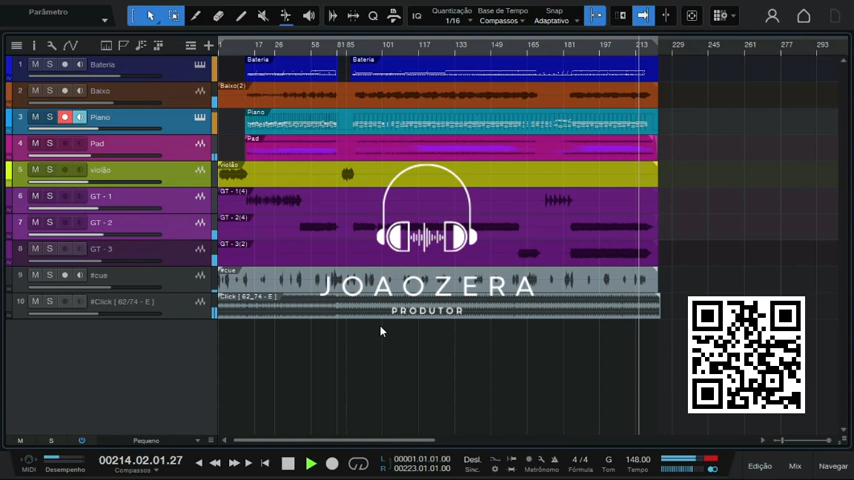 Parâmetro
IQ
Quantização
1/16
Base de Tempo
Compassos
Snap
Adaptativo
1 17 26 58 81 85 101 117 133 149 165 181 197 213 229 245 261 277 293
1 M S Bateria
2 M S Baixo
3 M S Piano
4 M S Pad
5 M S violão
6 M S GT - 1
7 M S GT - 2
8 M S GT - 3
9 M S #cue
10 M S #Click [ 62/74 - E ]
Bateria Bateria
Baixo(2)
Piano
Pad
violão
GT - 1(4)
GT - 2(4)
GT - 3(2)
#cue
#Click [ 62_74 - E ]
JOAOZERA
PRODUTOR
M S Pequeno
MIDI
Desempenho
00214.02.01.27
Compassos
L 00001.01.01.00
R 00223.01.01.00
Desl.
Sinc.
Metrônomo
4 / 4
Fórmula
G
Tom
148.00
Tempo
Edição
Mix
Navegar